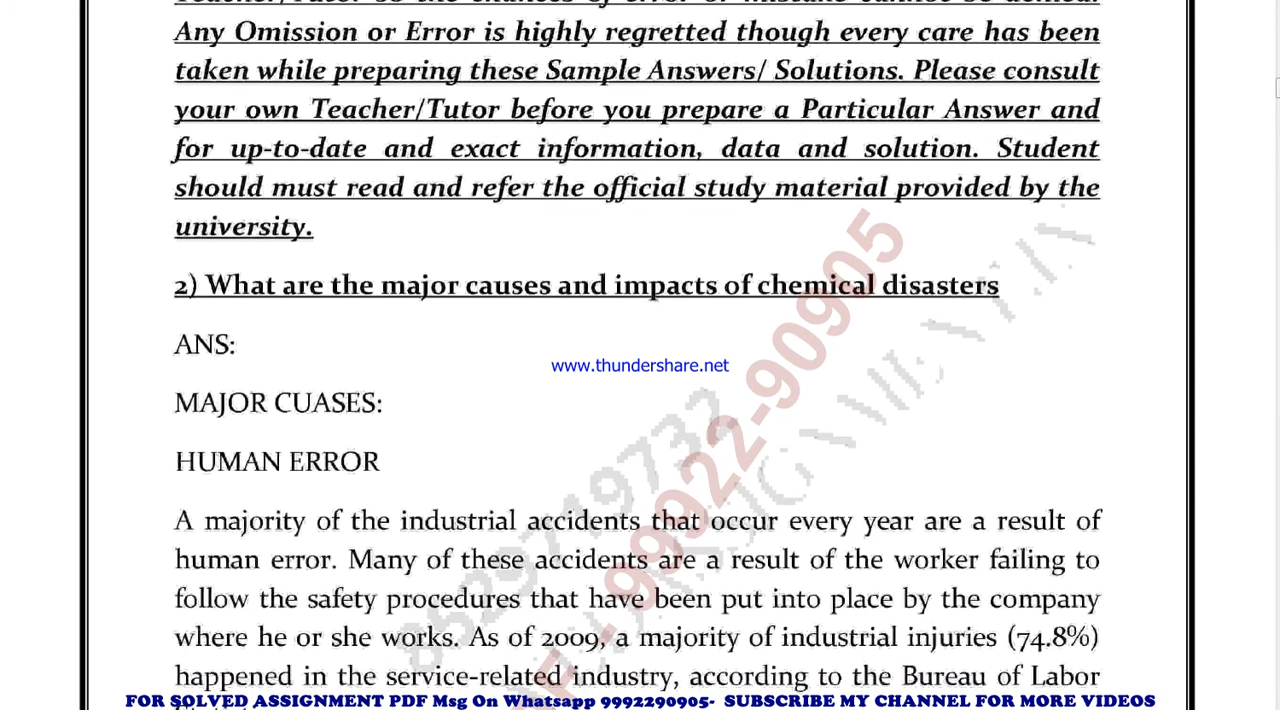 Any Omission or Error is highly regretted though every care has been
taken while preparing these Sample Answers/ Solutions. Please consult
your own Teacher/Tutor before you prepare a Particular Answer and
for up-to-date and exact information, data and solution. Student
should must read and refer the official study material provided by the
university.
2) What are the major causes and impacts of chemical disasters
ANS:
www.thundershare.net
MAJOR CUASES:
HUMAN ERROR
A majority of the industrial accidents that occur every year are a result of
human error. Many of these accidents are a result of the worker failing to
follow the safety procedures that have been put into place by the company
where he or she works. As of 2009, a majority of industrial injuries (74.8%)
happened in the service-related industry, according to the Bureau of Labor
FOR SOLVED ASSIGNMENT PDF Msg On Whatsapp 9992290905- SUBSCRIBE MY CHANNEL FOR MORE VIDEOS
99922-90905